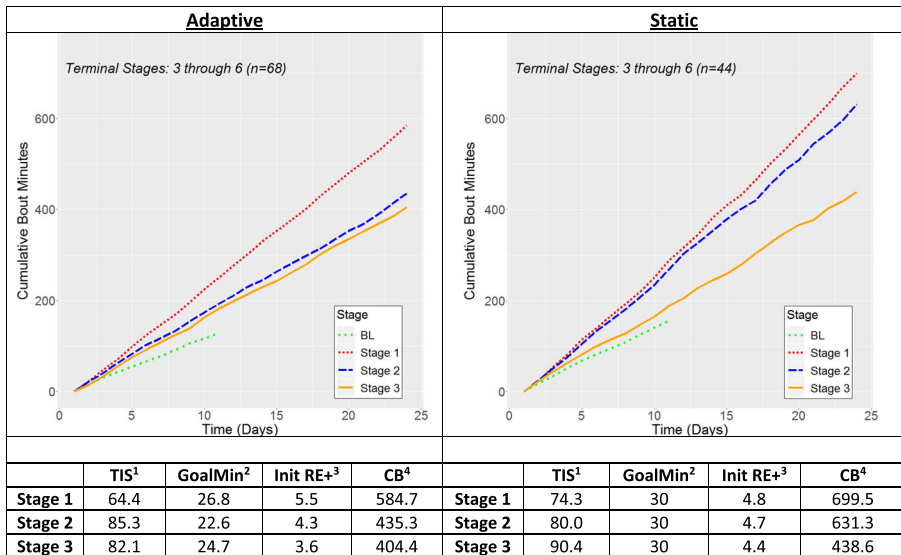 Adaptive
Static
Terminal Stages: 3 through 6 (n=68)
Cumulative Bout Minutes
600
400
200
0
0 5 10 15 20 25
Time (Days)
Stage
BL
Stage 1
Stage 2
Stage 3
Terminal Stages: 3 through 6 (n=44)
Cumulative Bout Minutes
600
400
200
0
0 5 10 15 20 25
Time (Days)
Stage
BL
Stage 1
Stage 2
Stage 3
TIS¹ GoalMin² Init RE+³ CB⁴ TIS¹ GoalMin² Init RE+³ CB⁴
Stage 1 64.4 26.8 5.5 584.7 Stage 1 74.3 30 4.8 699.5
Stage 2 85.3 22.6 4.3 435.3 Stage 2 80.0 30 4.7 631.3
Stage 3 82.1 24.7 3.6 404.4 Stage 3 90.4 30 4.4 438.6